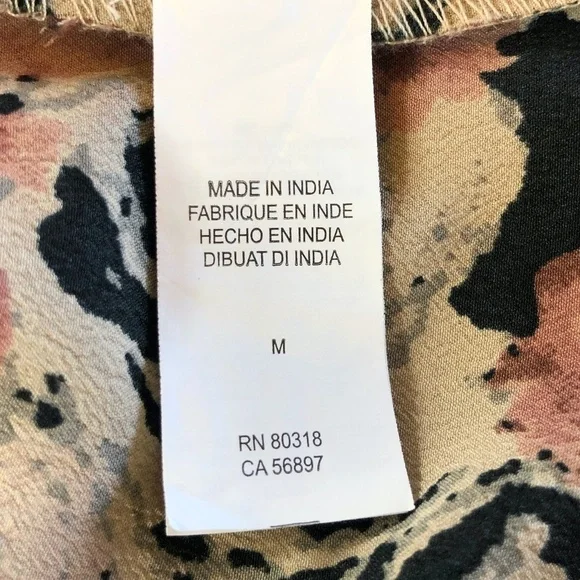 MADE IN INDIA
FABRIQUE EN INDE
HECHO EN INDIA
DIBUAT DI INDIA
M
RN 80318
CA 56897